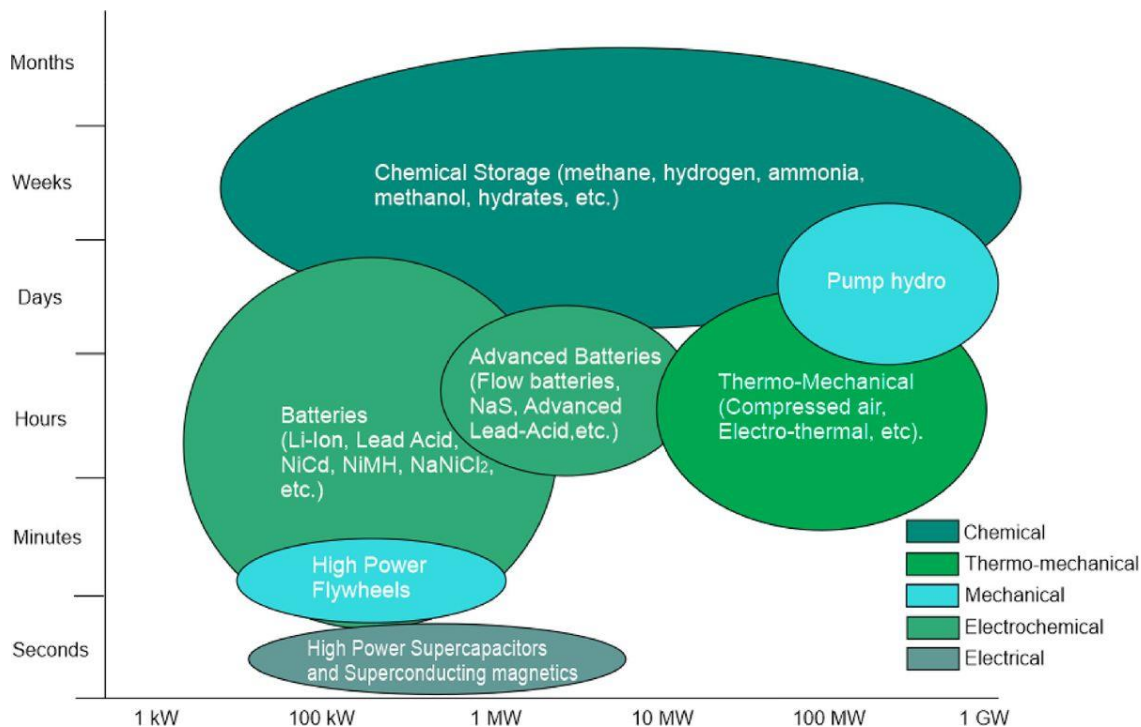 Months
Weeks
Days
Hours
Minutes
Seconds
Chemical Storage (methane, hydrogen, ammonia,
methanol, hydrates, etc.)
Pump hydro
Advanced Batteries
(Flow batteries,
NaS, Advanced
Lead-Acid,etc.)
Thermo-Mechanical
(Compressed air,
Electro-thermal, etc).
Batteries
(Li-Ion, Lead Acid,
NiCd, NiMH, NaNiCl₂,
etc.)
High Power
Flywheels
High Power Supercapacitors
and Superconducting magnetics
Chemical
Thermo-mechanical
Mechanical
Electrochemical
Electrical
1 kW 100 kW 1 MW 10 MW 100 MW 1 GW